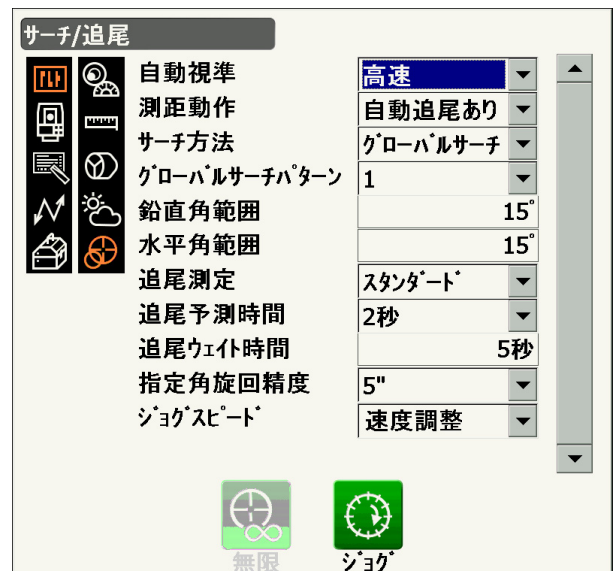 サーチ/追尾
自動視準 高速
測距動作 自動追尾あり
サーチ方法 グローバルサーチ
グローバルサーチパターン 1
鉛直角範囲 15°
水平角範囲 15°
追尾測定 スタンダード
追尾予測時間 2秒
追尾ウェイト時間 5秒
指定角旋回精度 5"
ジョグスピード 速度調整
無限 ジョグ